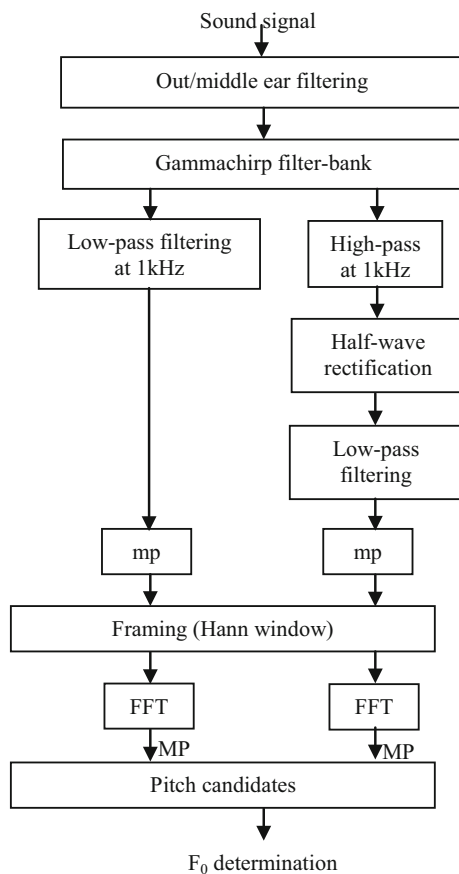 Sound signal
Out/middle ear filtering
Gammachirp filter-bank
Low-pass filtering
at 1kHz
High-pass
at 1kHz
Half-wave
rectification
Low-pass
filtering
mp
mp
Framing (Hann window)
FFT
FFT
MP
MP
Pitch candidates
F₀ determination